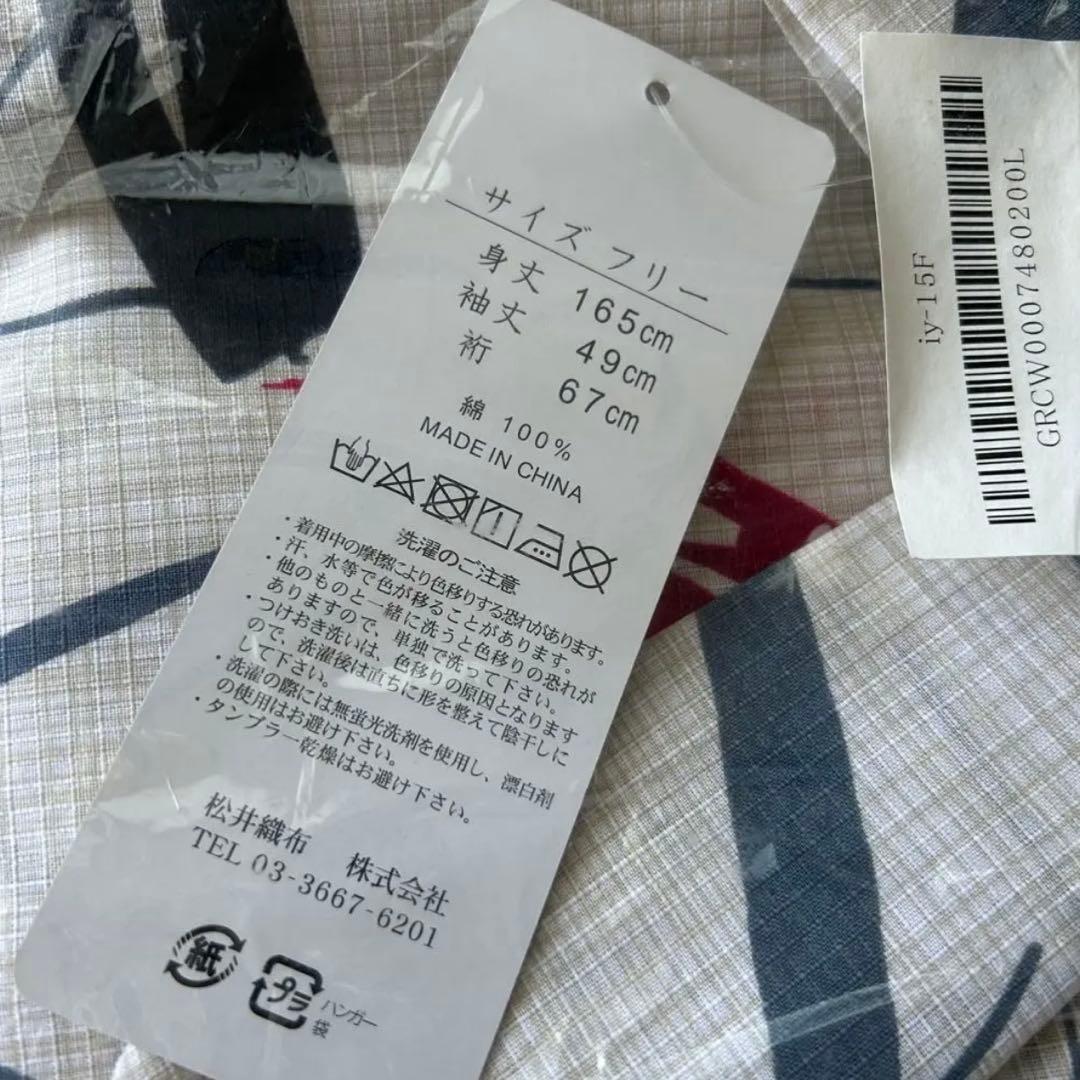 サイズ フリー
身丈 165cm
袖丈 49cm
裄 67cm
綿 100%
MADE IN CHINA
洗濯のご注意
・着用中の摩擦により色移りする恐れがあります。
・汗、水等で色が移ることがあります。
・他のものと一緒に洗うと色移りの恐れが
ありますので、単独で洗って下さい。
・つけおき洗いは、色移りの原因となります
ので、洗濯後は直ちに形を整えて陰干しに
して下さい。
・洗濯の際には無蛍光洗剤を使用し、漂白剤
の使用はお避け下さい。
・タンブラー乾燥はお避け下さい。
松井織布 株式会社
TEL 03-3667-6201
紙
プラ
ハンガー
袋
iy-15F
GRCW0007480200L